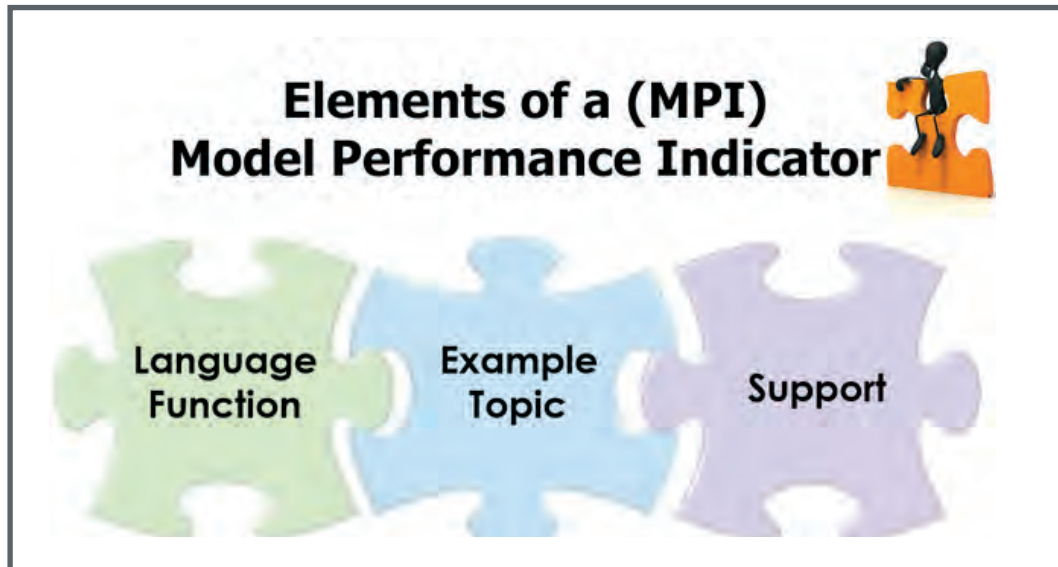 Elements of a (MPI)
Model Performance Indicator
Language
Function
Example
Topic
Support